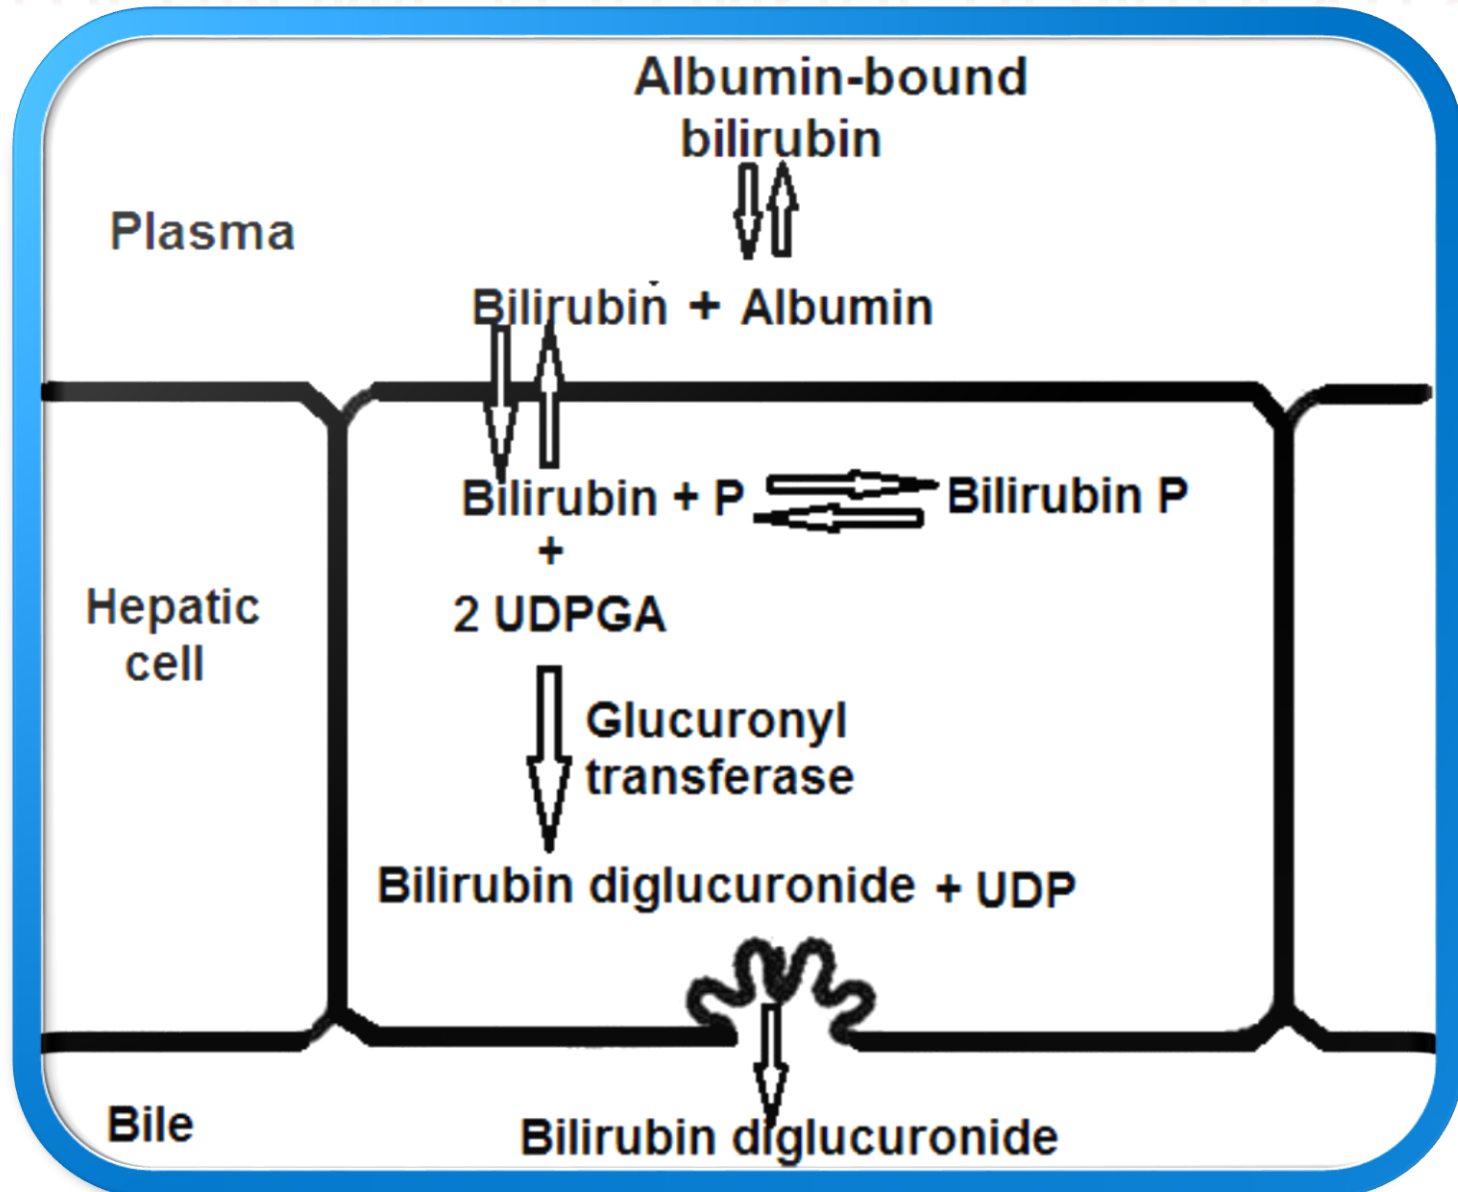 Albumin-bound
bilirubin
Plasma
Bilirubin + Albumin
Bilirubin + P
Bilirubin P
+
2 UDPGA
Hepatic
cell
Glucuronyl
transferase
Bilirubin diglucuronide + UDP
Bile
Bilirubin diglucuronide